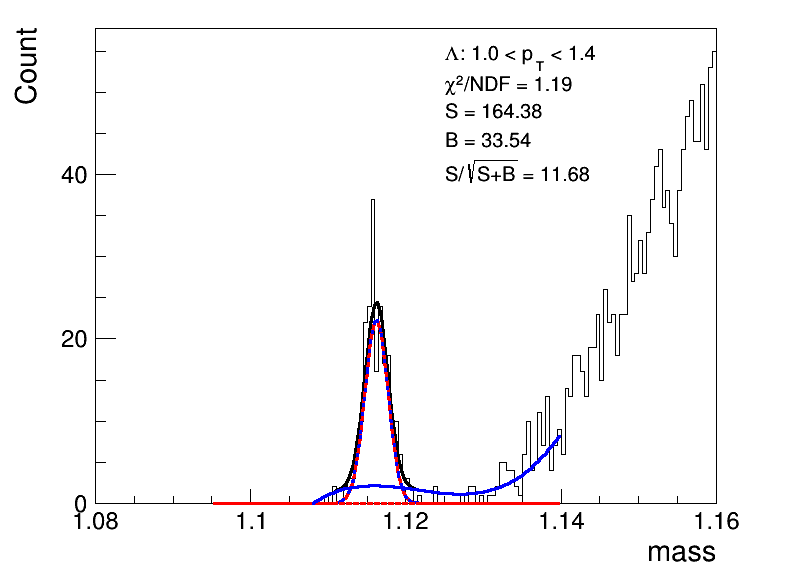 Count
Λ: 1.0 < pT < 1.4
χ²/NDF = 1.19
S = 164.38
B = 33.54
S/√S+B = 11.68
40
20
0
1.08 1.1 1.12 1.14 1.16
mass